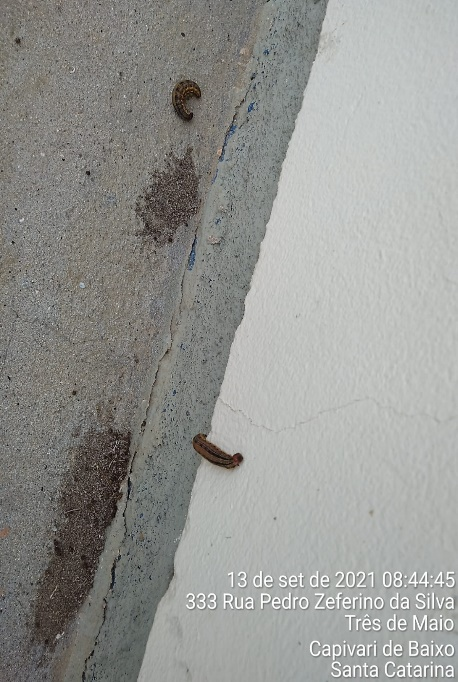 13 de set de 2021 08:44:45
333 Rua Pedro Zeferino da Silva
Três de Maio
Capivari de Baixo
Santa Catarina